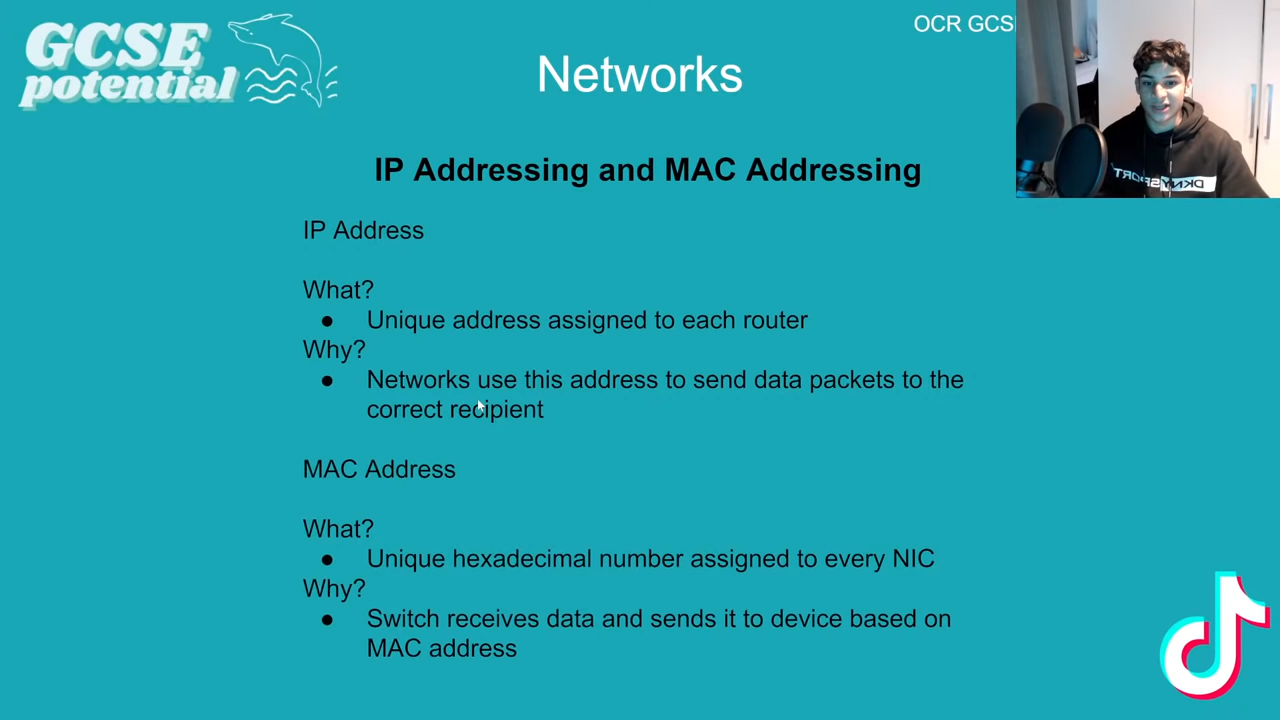 GCSE
potential
OCR GCS
Networks
IP Addressing and MAC Addressing
IP Address
What?
● Unique address assigned to each router
Why?
● Networks use this address to send data packets to the
correct recipient
MAC Address
What?
● Unique hexadecimal number assigned to every NIC
Why?
● Switch receives data and sends it to device based on
MAC address
DKNY SPORT